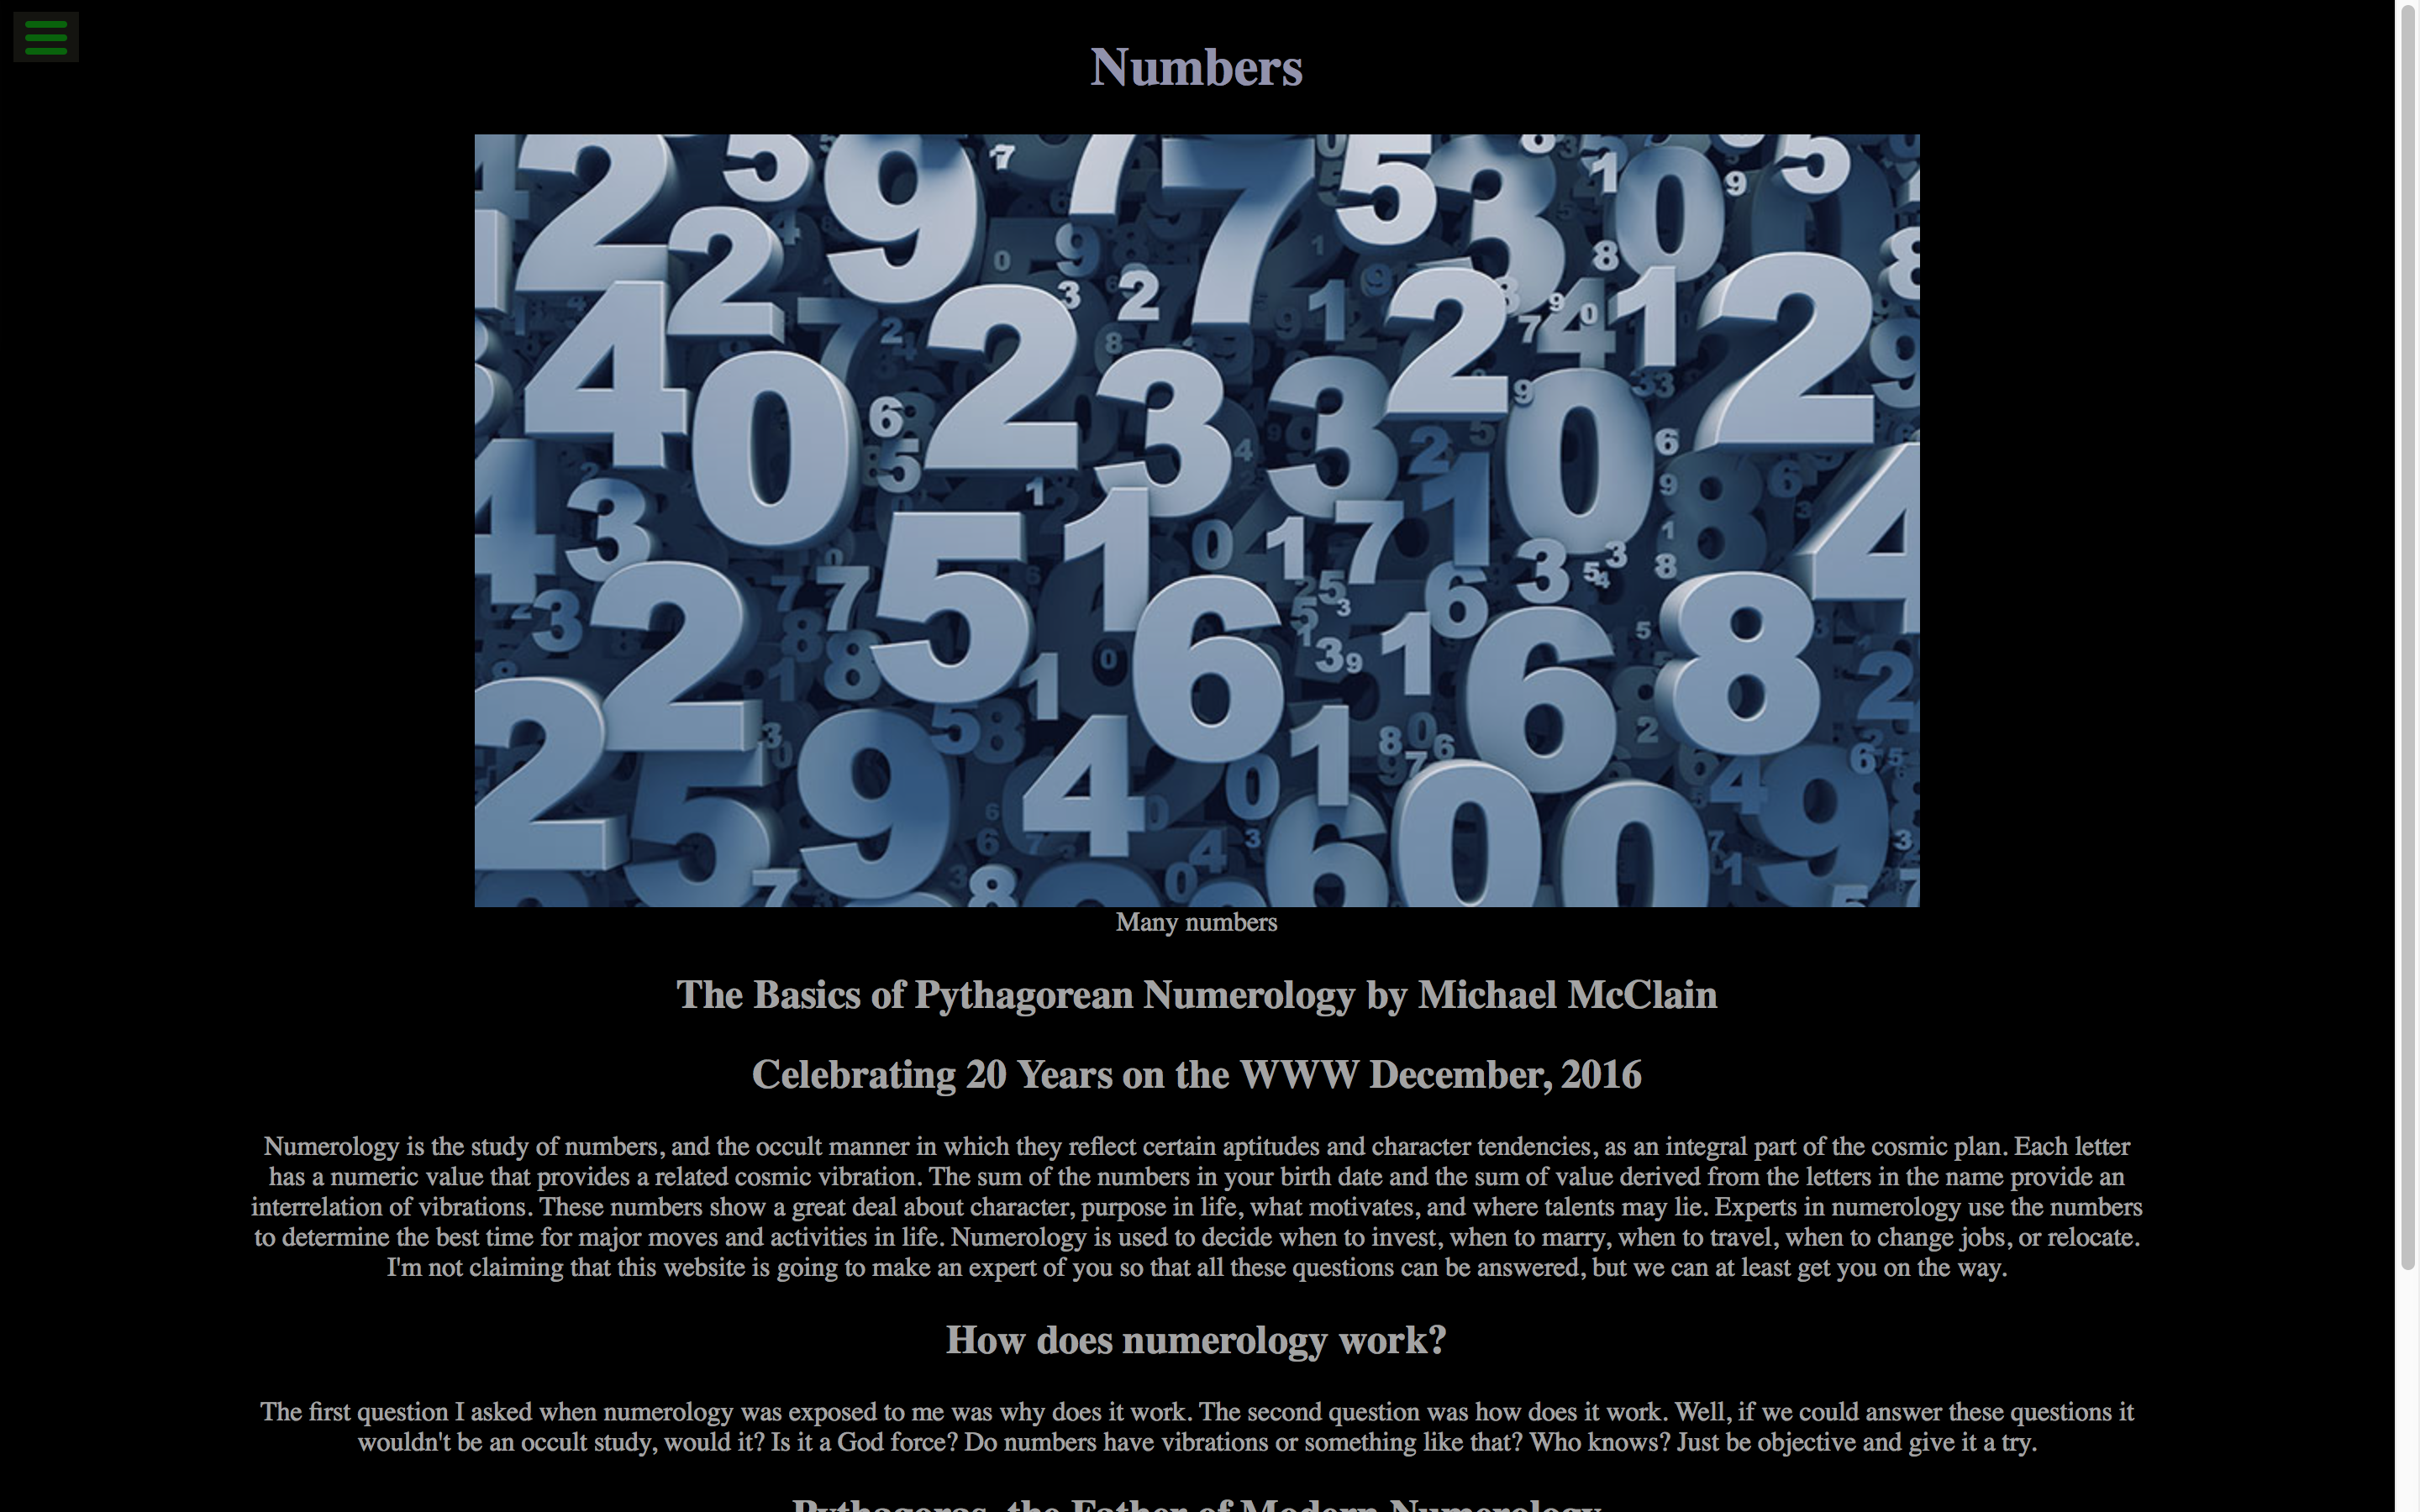 Numbers
Many numbers
The Basics of Pythagorean Numerology by Michael McClain
Celebrating 20 Years on the WWW December, 2016
Numerology is the study of numbers, and the occult manner in which they reflect certain aptitudes and character tendencies, as an integral part of the cosmic plan. Each letter
has a numeric value that provides a related cosmic vibration. The sum of the numbers in your birth date and the sum of value derived from the letters in the name provide an
interrelation of vibrations. These numbers show a great deal about character, purpose in life, what motivates, and where talents may lie. Experts in numerology use the numbers
to determine the best time for major moves and activities in life. Numerology is used to decide when to invest, when to marry, when to travel, when to change jobs, or relocate.
I'm not claiming that this website is going to make an expert of you so that all these questions can be answered, but we can at least get you on the way.
How does numerology work?
The first question I asked when numerology was exposed to me was why does it work. The second question was how does it work. Well, if we could answer these questions it
wouldn't be an occult study, would it? Is it a God force? Do numbers have vibrations or something like that? Who knows? Just be objective and give it a try.
Pythagoras, the Father of Modern Numerology